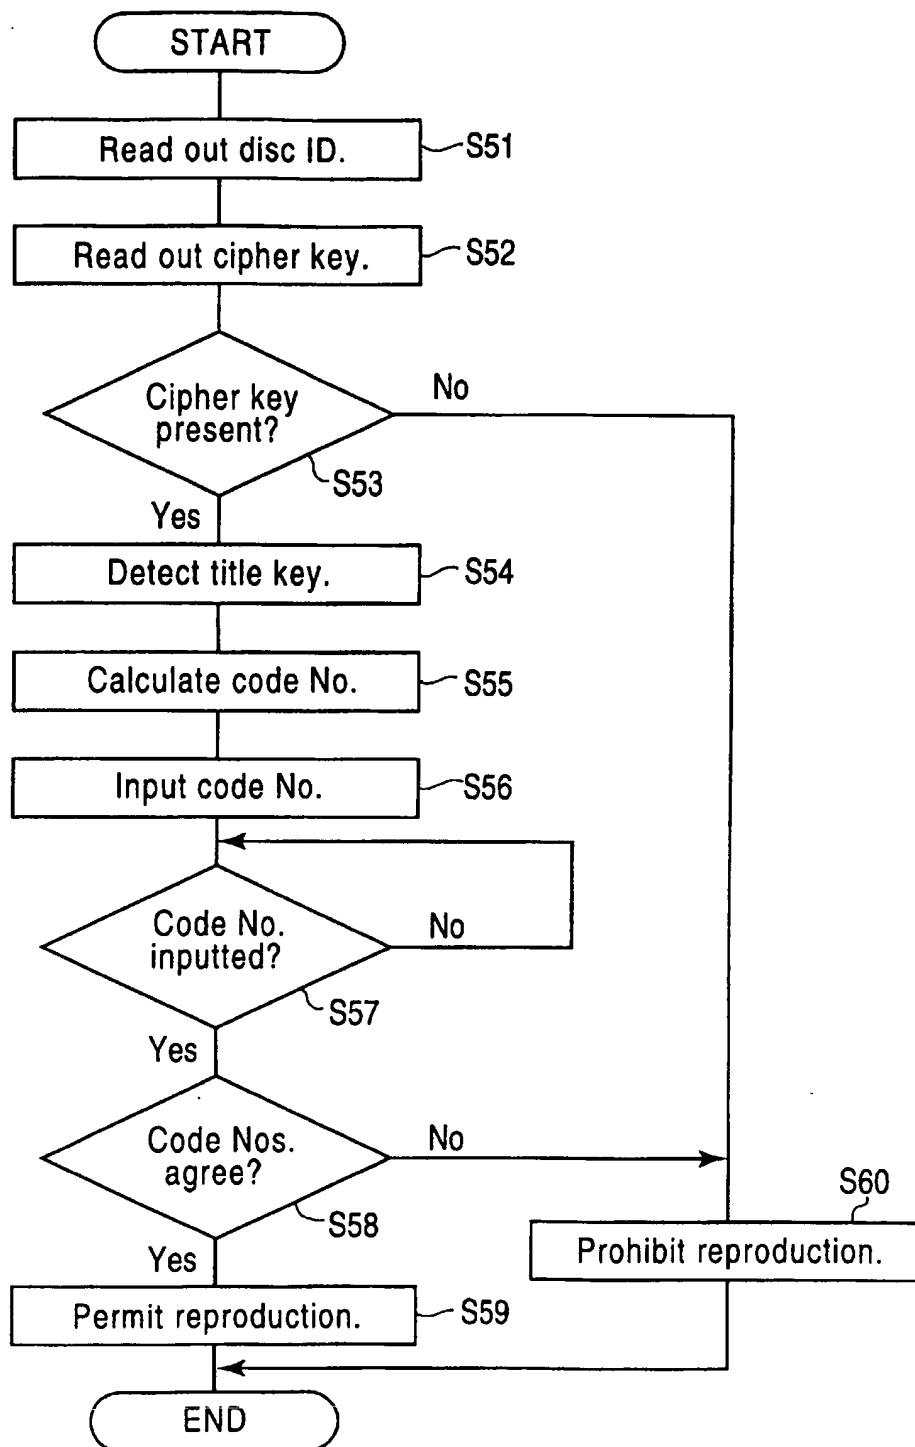 START
Read out disc ID.
S51
Read out cipher key.
S52
Cipher key
present?
No
S53
Yes
Detect title key.
S54
Calculate code No.
S55
Input code No.
S56
Code No.
inputted?
No
S57
Yes
Code Nos.
agree?
No
S58
S60
Prohibit reproduction.
Yes
Permit reproduction.
S59
END